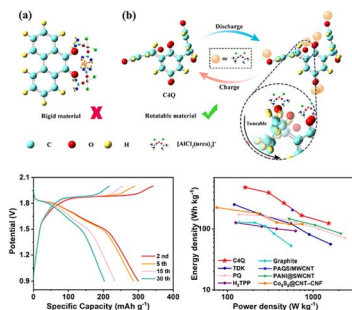 (a)
(b)
Discharge
C4Q
Charge
Tuneable
Rigid material
Rotatable material
C
O
H
[AlCl₂(urea)₂]⁺
Potential (V)
2.1
1.8
1.5
1.2
0.9
2 nd
5 th
15 th
30 th
0 100 200 300 400
Specific Capacity (mAh g⁻¹)
Energy density (Wh kg⁻¹)
100
C4Q
TDK
PQ
H₂TPP
Graphite
PAQS/MWCNT
PANI@SWCNT
Co₉S₈@CNT–CNF
100 1000
Power density (W kg⁻¹)